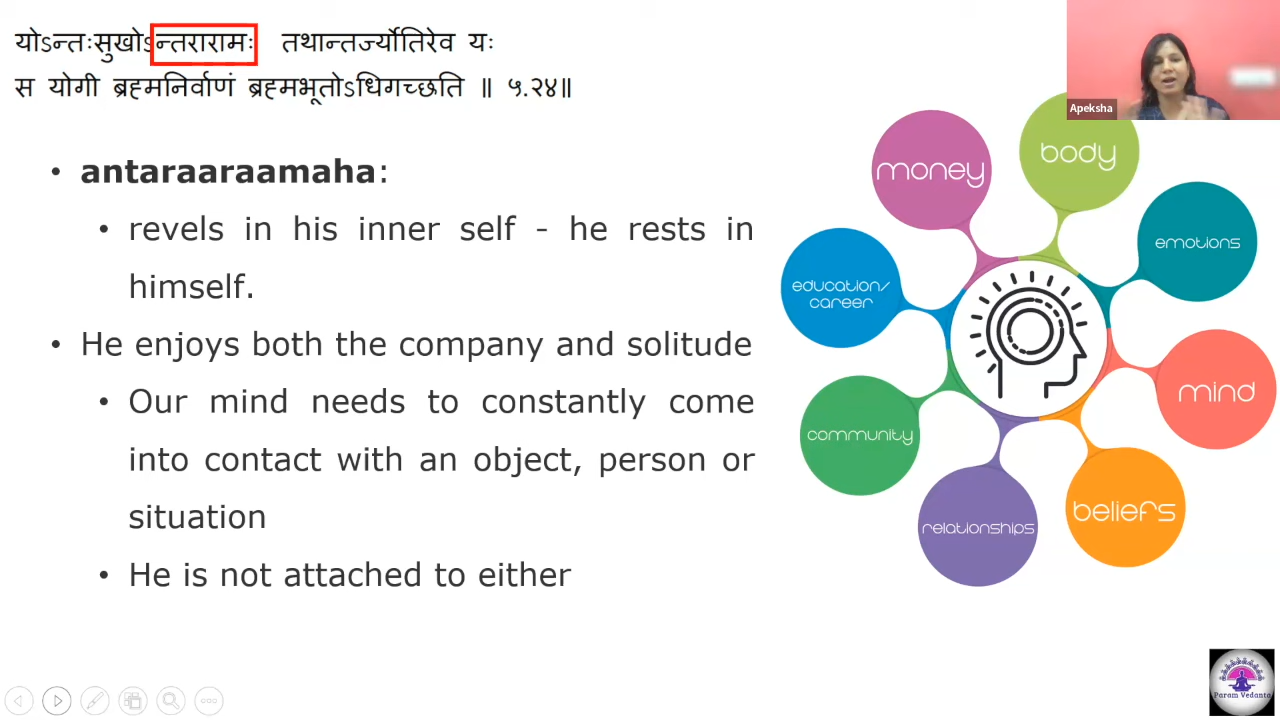 योऽन्तःसुखोऽन्तरारामः तथान्तर्ज्योतिरेव यः
स योगी ब्रह्मनिर्वाणं ब्रह्मभूतोऽधिगच्छति ॥ ५.२४॥
Apeksha
• antaraaraamaha:
• revels in his inner self - he rests in
himself.
• He enjoys both the company and solitude
• Our mind needs to constantly come
into contact with an object, person or
situation
• He is not attached to either
money
body
emotions
education/
career
mind
community
beliefs
relationships
Param Vedanta